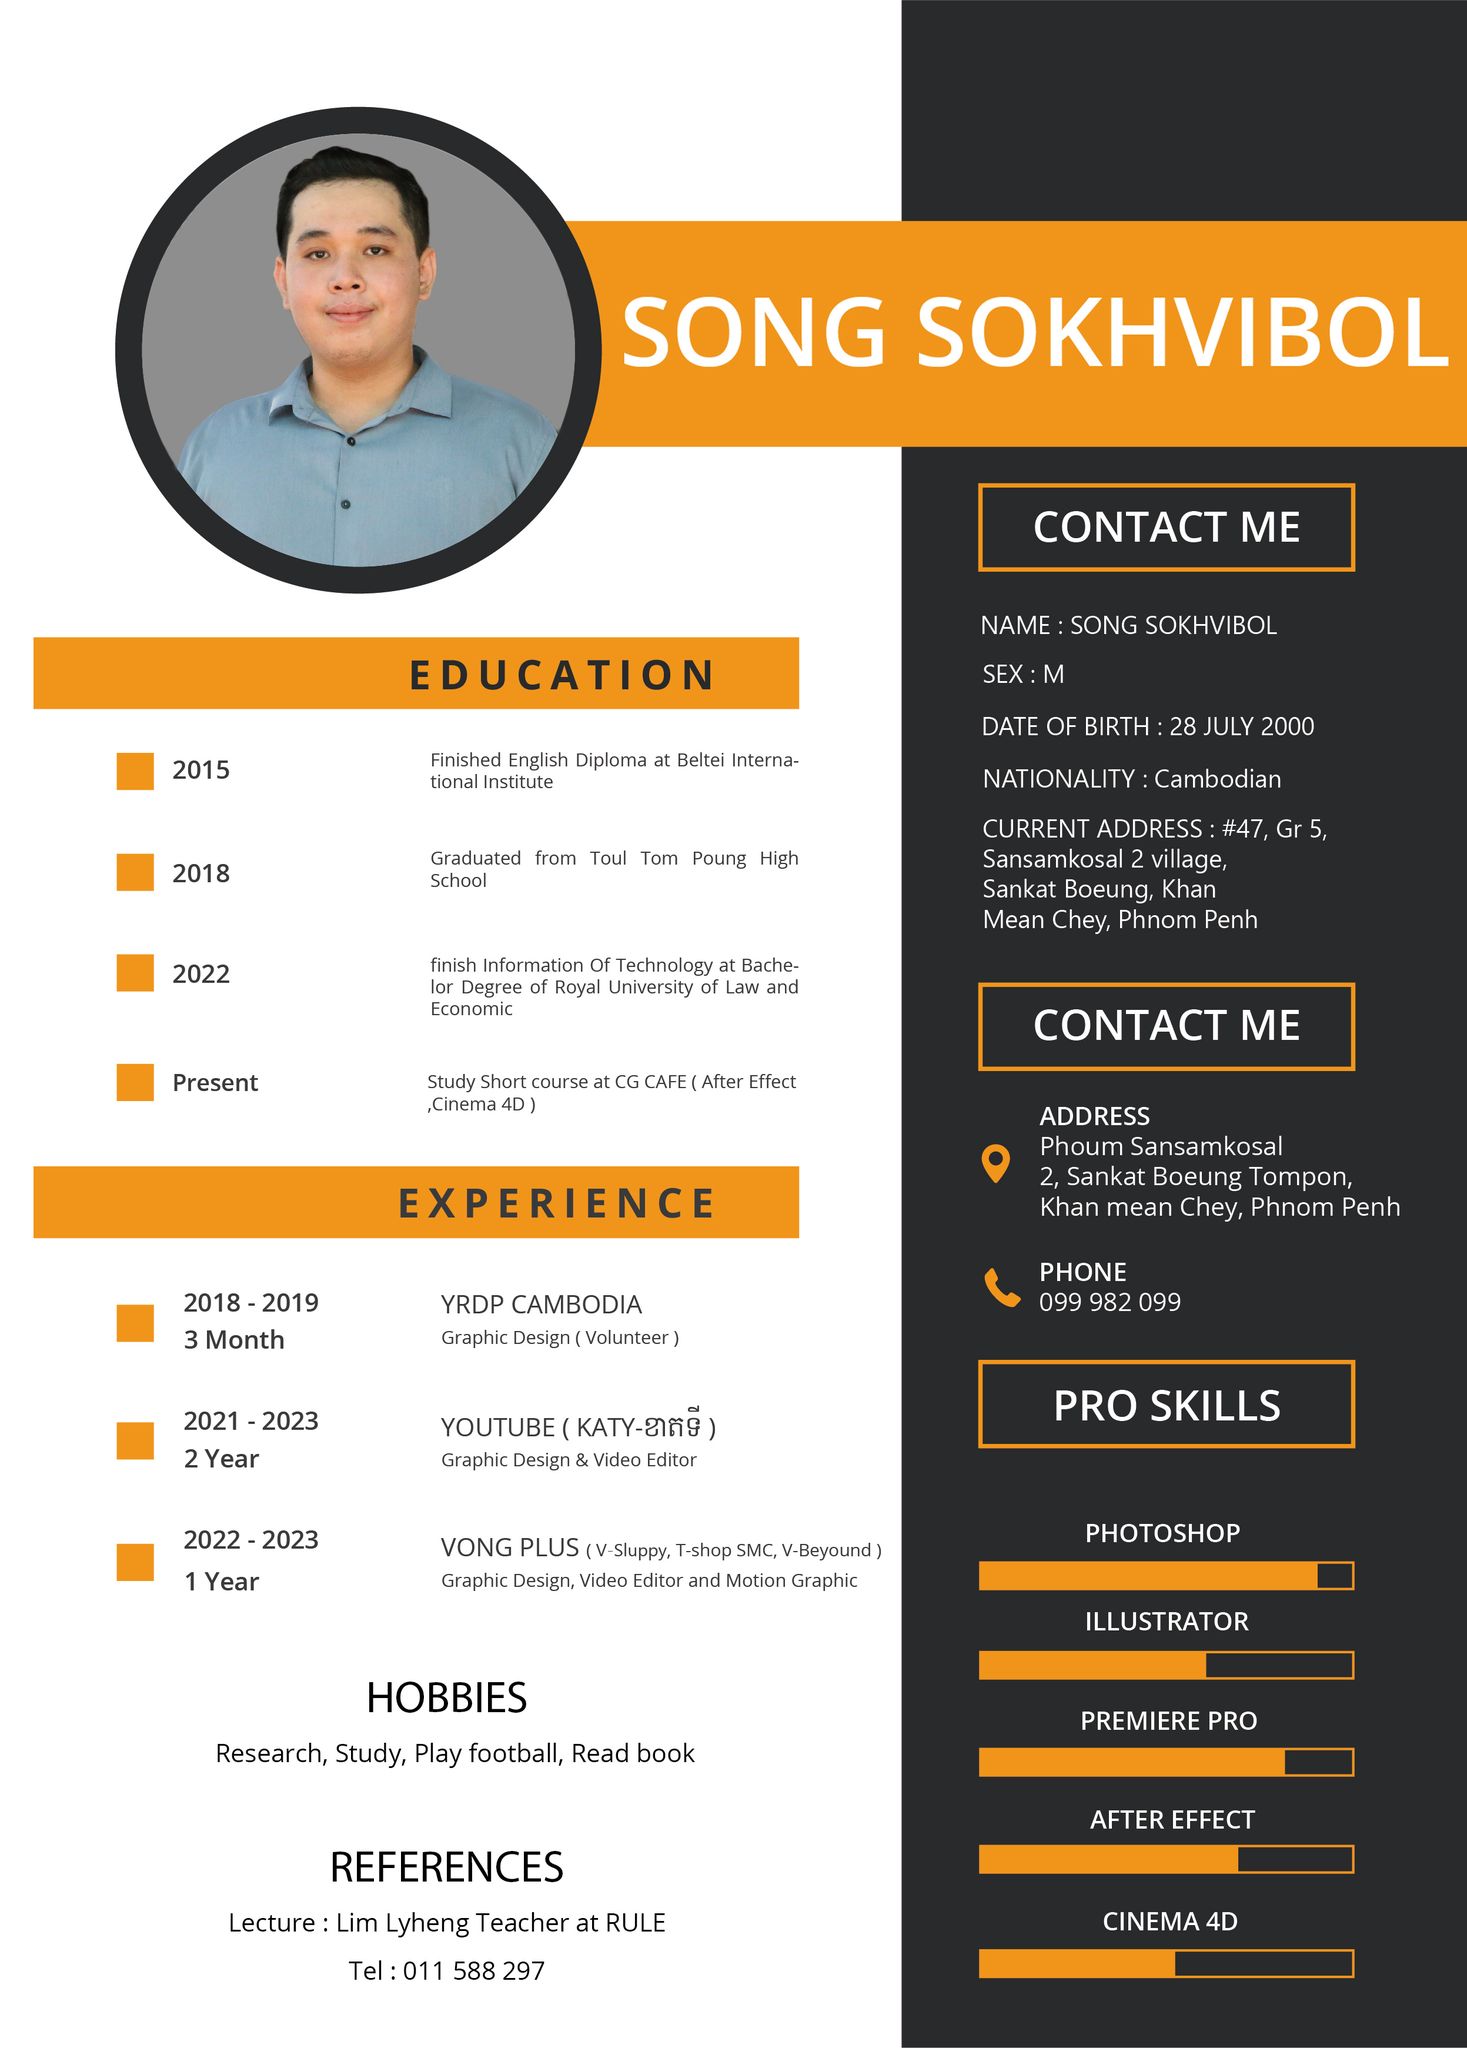 SONG SOKHVIBOL
EDUCATION
2015
Finished English Diploma at Beltei Interna-
tional Institute
2018
Graduated from Toul Tom Poung High
School
2022
finish Information Of Technology at Bache-
lor Degree of Royal University of Law and
Economic
Present
Study Short course at CG CAFE ( After Effect
,Cinema 4D )
EXPERIENCE
2018 - 2019
3 Month
YRDP CAMBODIA
Graphic Design ( Volunteer )
2021 - 2023
2 Year
YOUTUBE ( KATY-ខាតទី )
Graphic Design & Video Editor
2022 - 2023
1 Year
VONG PLUS ( V-Sluppy, T-shop SMC, V-Beyound )
Graphic Design, Video Editor and Motion Graphic
HOBBIES
Research, Study, Play football, Read book
REFERENCES
Lecture : Lim Lyheng Teacher at RULE
Tel : 011 588 297
CONTACT ME
NAME : SONG SOKHVIBOL
SEX : M
DATE OF BIRTH : 28 JULY 2000
NATIONALITY : Cambodian
CURRENT ADDRESS : #47, Gr 5,
Sansamkosal 2 village,
Sankat Boeung, Khan
Mean Chey, Phnom Penh
CONTACT ME
ADDRESS
Phoum Sansamkosal
2, Sankat Boeung Tompon,
Khan mean Chey, Phnom Penh
PHONE
099 982 099
PRO SKILLS
PHOTOSHOP
ILLUSTRATOR
PREMIERE PRO
AFTER EFFECT
CINEMA 4D